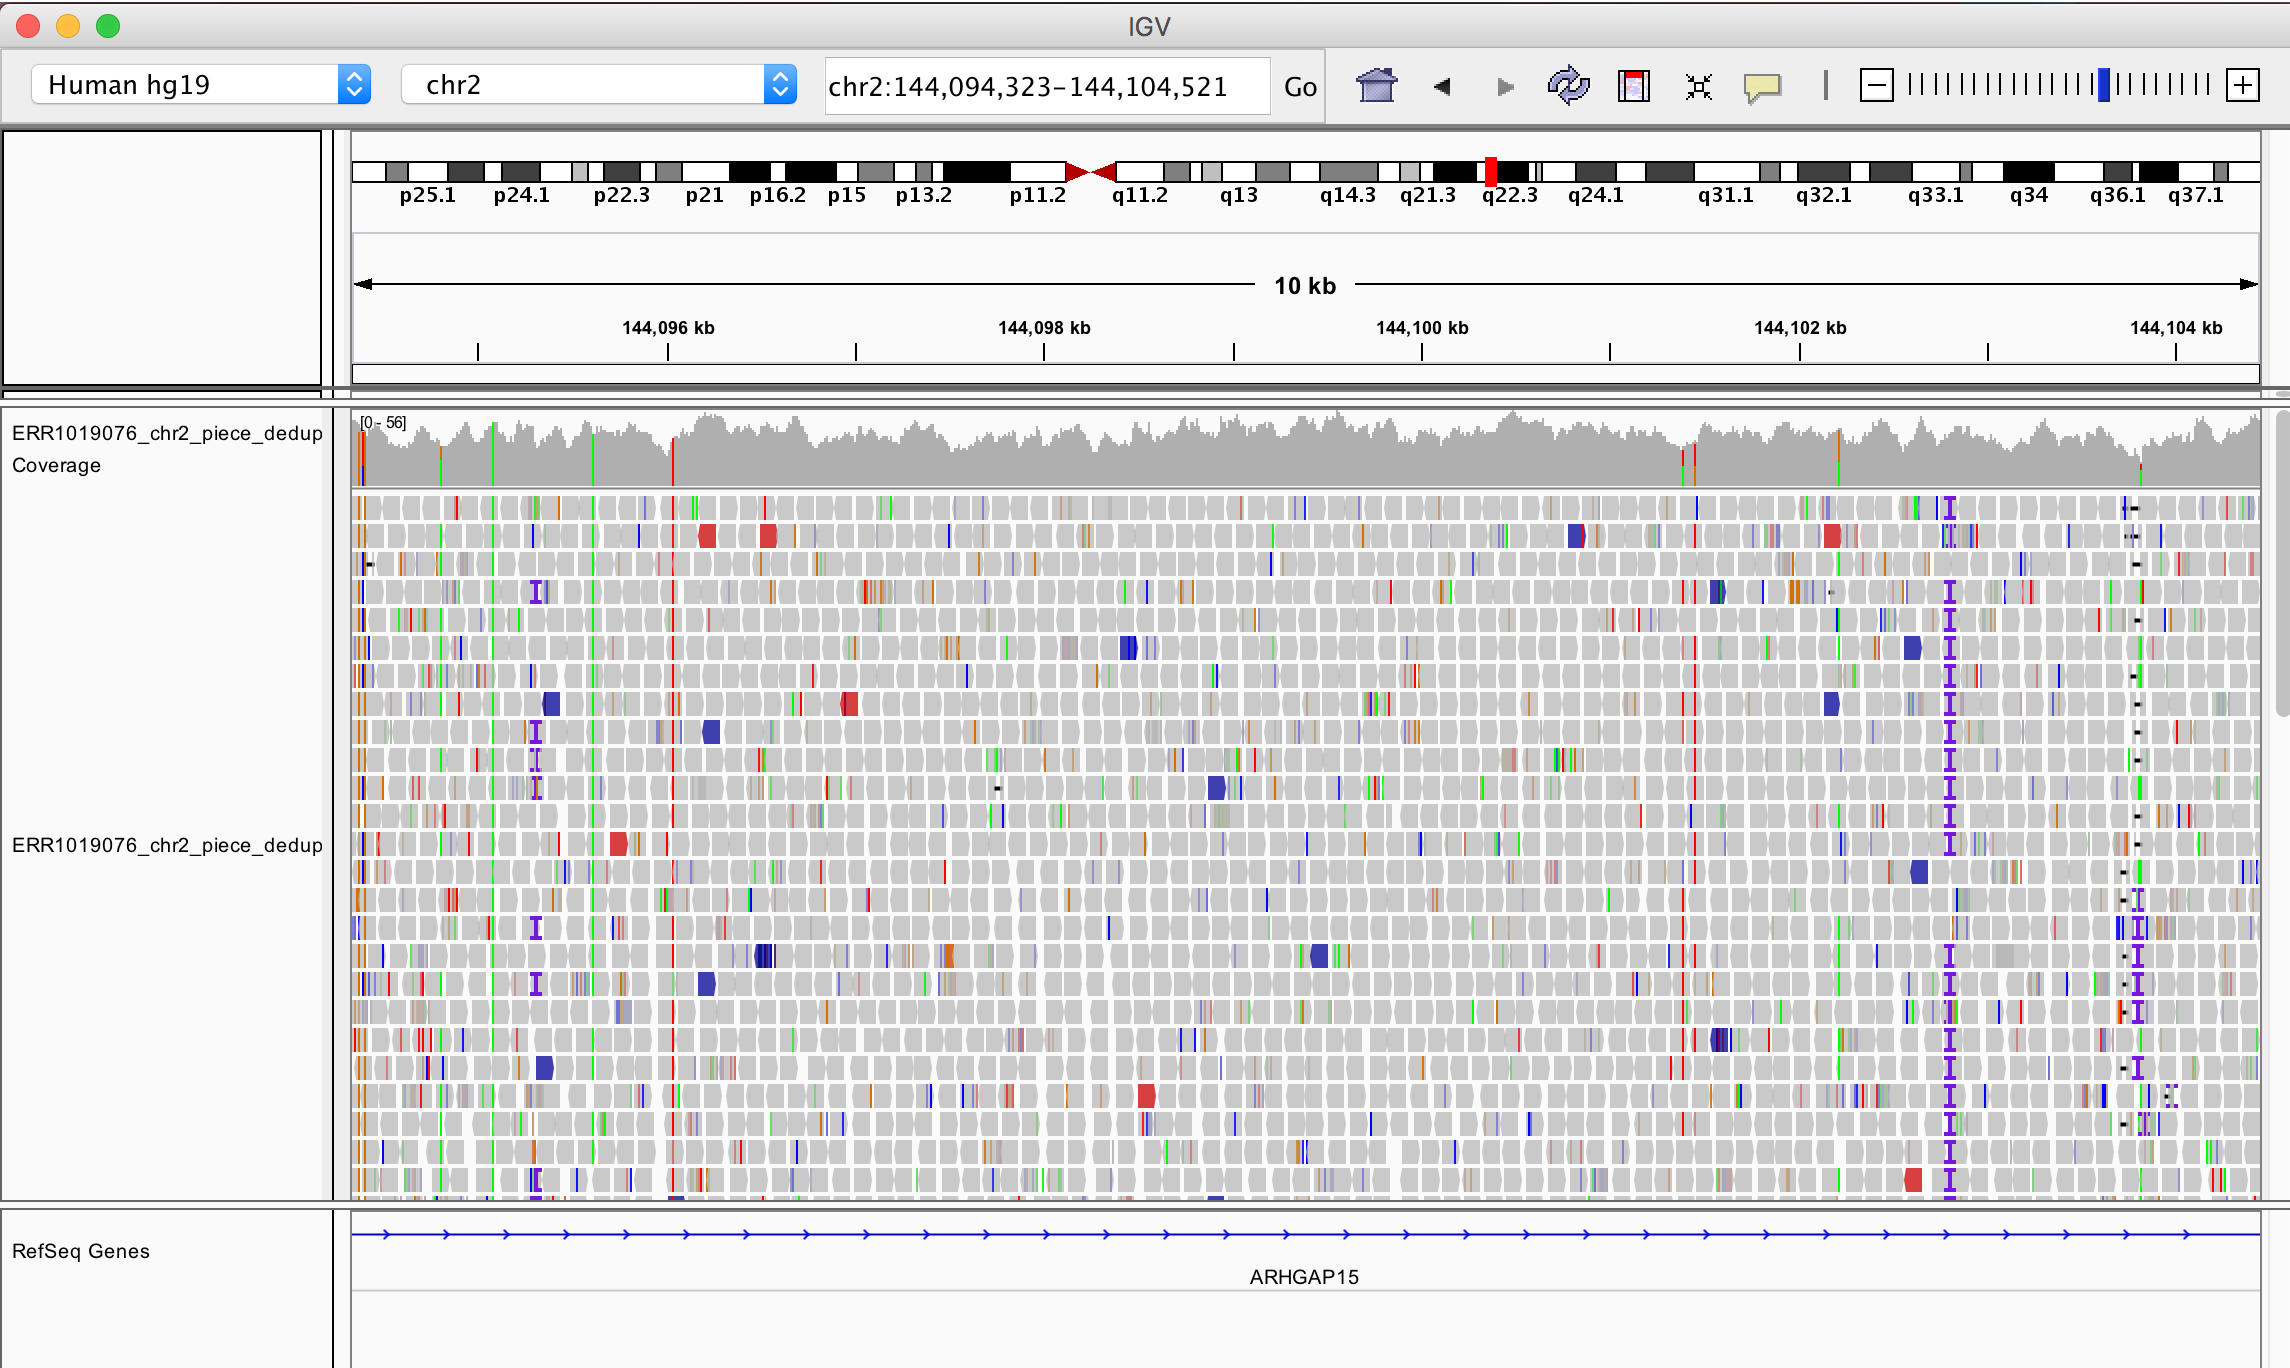 IGV
Human hg19
chr2
chr2:144,094,323-144,104,521
Go
p25.1 p24.1 p22.3 p21 p16.2 p15 p13.2 p11.2 q11.2 q13 q14.3 q21.3 q22.3 q24.1 q31.1 q32.1 q33.1 q34 q36.1 q37.1
10 kb
144,096 kb 144,098 kb 144,100 kb 144,102 kb 144,104 kb
[0 - 56]
ERR1019076_chr2_piece_dedup
Coverage
ERR1019076_chr2_piece_dedup
RefSeq Genes
ARHGAP15